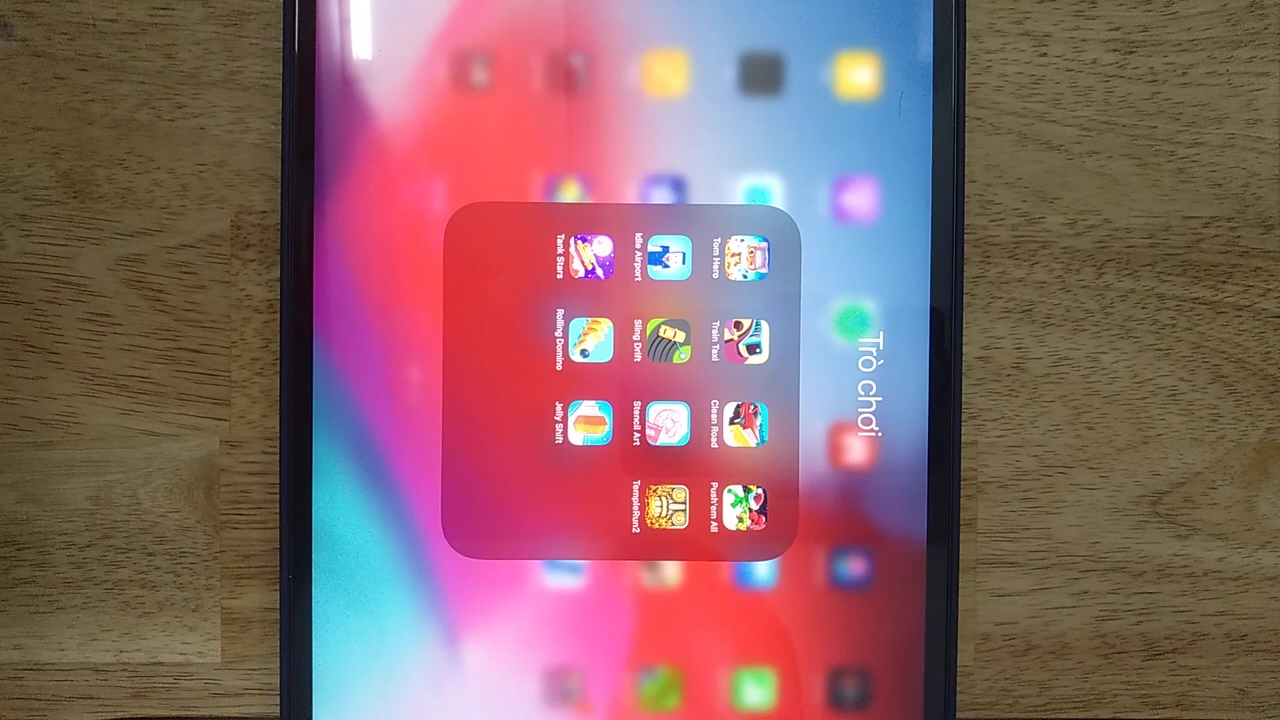 Trò chơi
Tom Hero
Train Taxi
Clean Road
Push'em All
Idle Airport
Sling Drift
Stencil Art
TempleRun2
Tank Stars
Rolling Domino
Jelly Shift